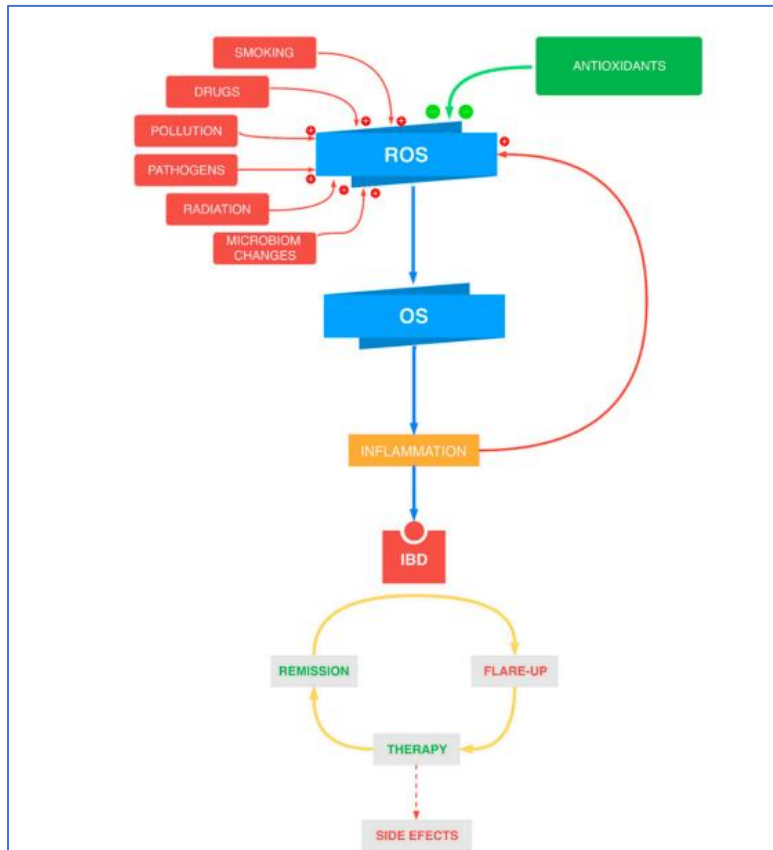 SMOKING
ANTIOXIDANTS
DRUGS
POLLUTION
ROS
PATHOGENS
RADIATION
MICROBIOM
CHANGES
OS
INFLAMMATION
IBD
REMISSION
FLARE-UP
THERAPY
SIDE EFECTS